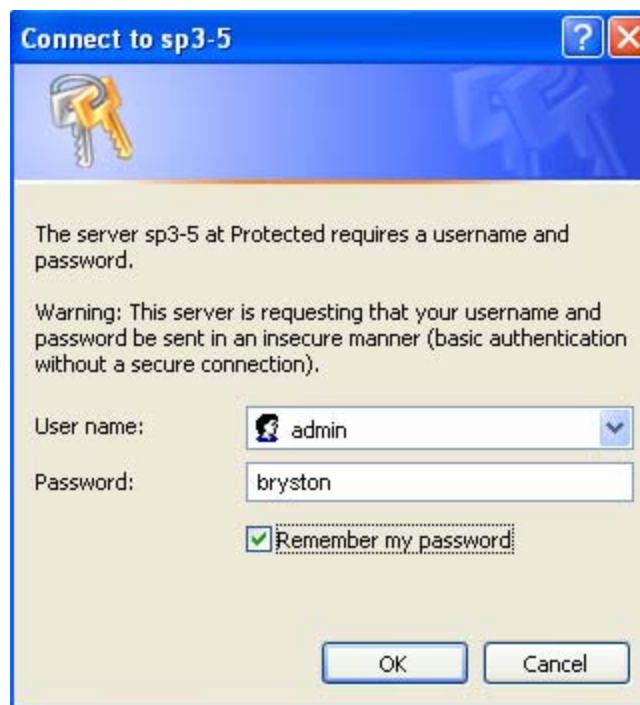 Connect to sp3-5
The server sp3-5 at Protected requires a username and
password.
Warning: This server is requesting that your username and
password be sent in an insecure manner (basic authentication
without a secure connection).
User name:
admin
Password:
bryston
Remember my password
OK
Cancel